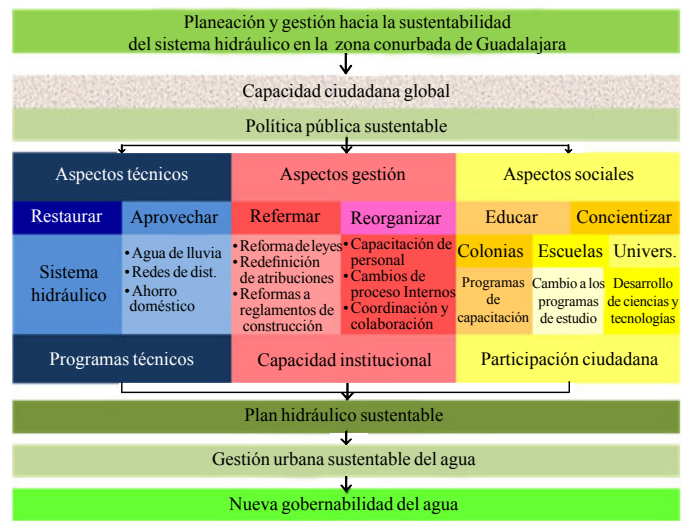 Planeación y gestión hacia la sustentabilidad
del sistema hidráulico en la zona conurbada de Guadalajara
Capacidad ciudadana global
Política pública sustentable
Aspectos técnicos
Aspectos gestión
Aspectos sociales
Restaurar
Aprovechar
Refermar
Reorganizar
Educar
Concientizar
Sistema
hidráulico
• Agua de lluvia
• Redes de dist.
• Ahorro
doméstico
• Reforma de leyes
• Redefinición
de atribuciones
• Reformas a
reglamentos de
construcción
• Capacitación de
personal
• Cambios de
proceso Internos
• Coordinación y
colaboración
Colonias
Escuelas
Univers.
Programas
de
capacitación
Cambio a los
programas
de estudio
Desarrollo
de ciencias y
tecnologías
Programas técnicos
Capacidad institucional
Participación ciudadana
Plan hidráulico sustentable
Gestión urbana sustentable del agua
Nueva gobernabilidad del agua